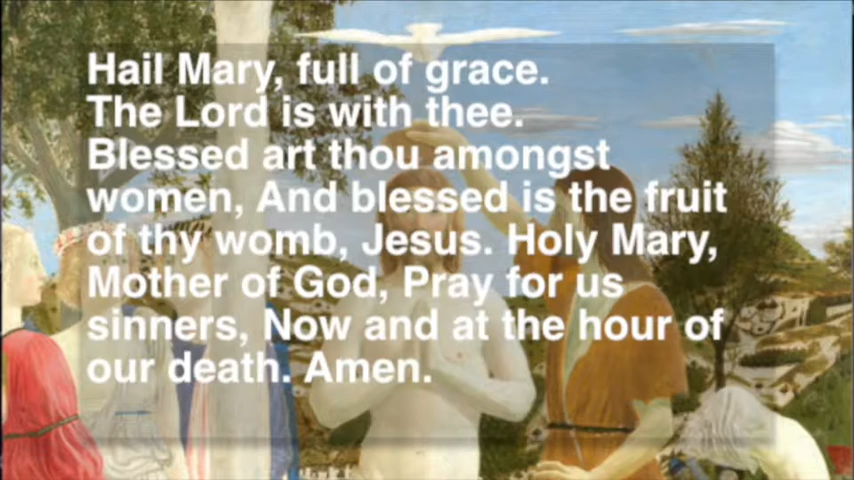 Hail Mary, full of grace.
The Lord is with thee.
Blessed art thou amongst
women, And blessed is the fruit
of thy womb, Jesus. Holy Mary,
Mother of God, Pray for us
sinners, Now and at the hour of
our death. Amen.